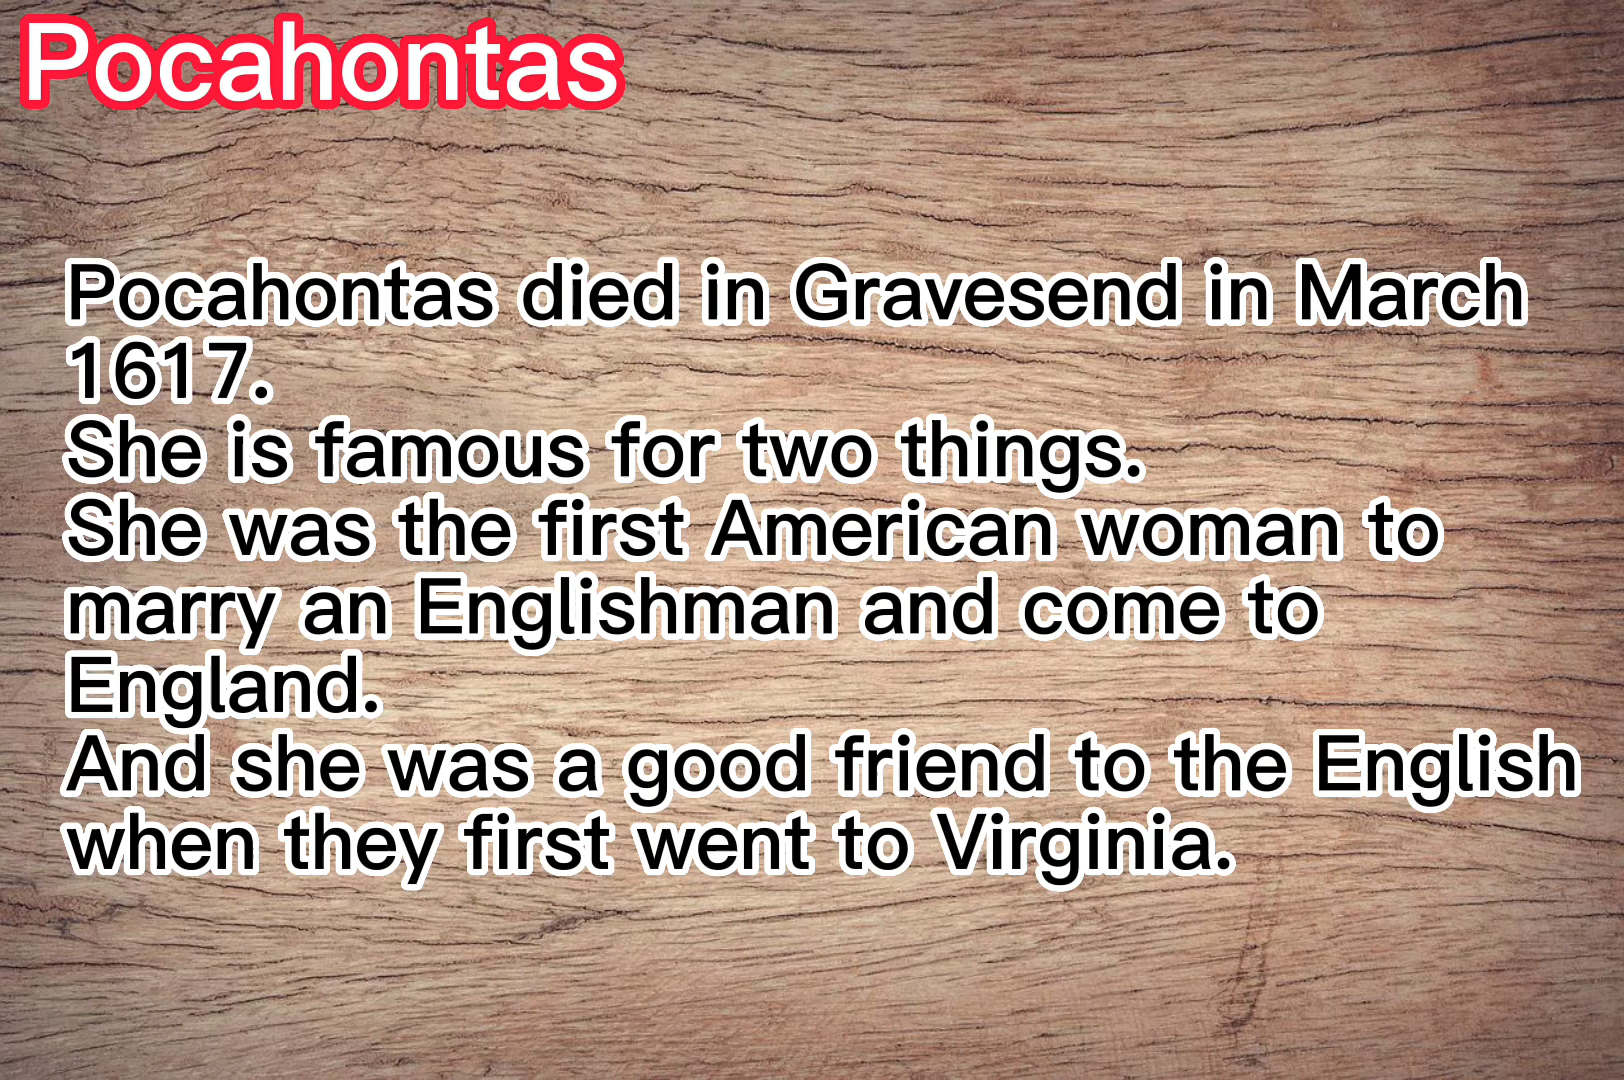 Pocahontas
Pocahontas died in Gravesend in March
1617.
She is famous for two things.
She was the first American woman to
marry an Englishman and come to
England.
And she was a good friend to the English
when they first went to Virginia.